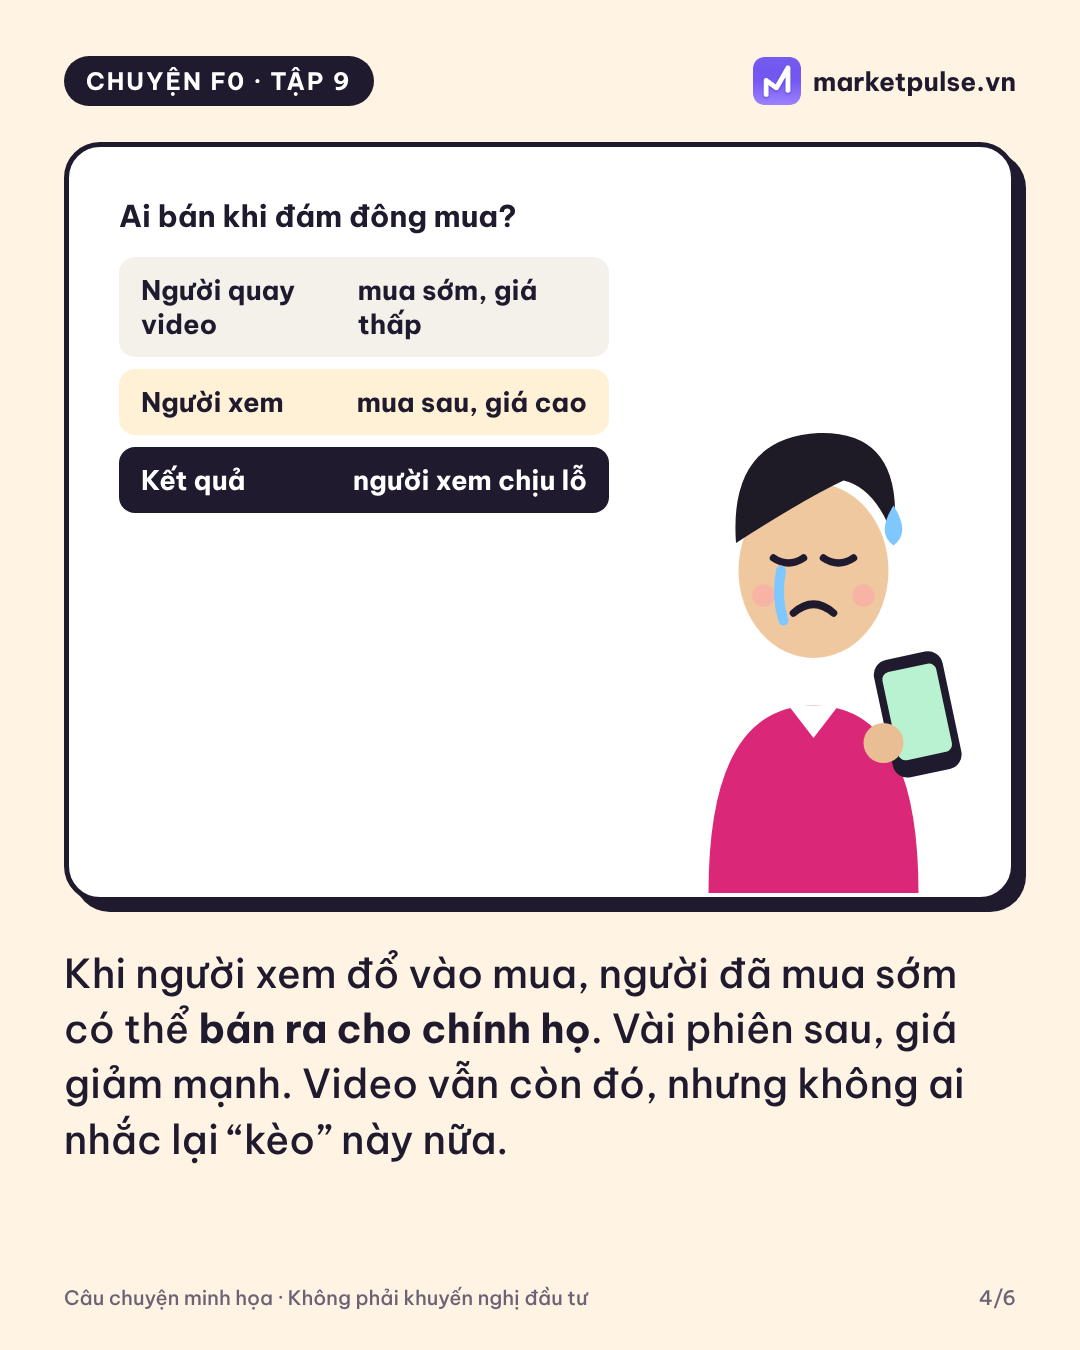 CHUYỆN F0 · TẬP 9
marketpulse.vn
Ai bán khi đám đông mua?
Người quay video
mua sớm, giá thấp
Người xem
mua sau, giá cao
Kết quả
người xem chịu lỗ
Khi người xem đổ vào mua, người đã mua sớm
có thể bán ra cho chính họ. Vài phiên sau, giá
giảm mạnh. Video vẫn còn đó, nhưng không ai
nhắc lại “kèo” này nữa.
Câu chuyện minh họa · Không phải khuyến nghị đầu tư
4/6